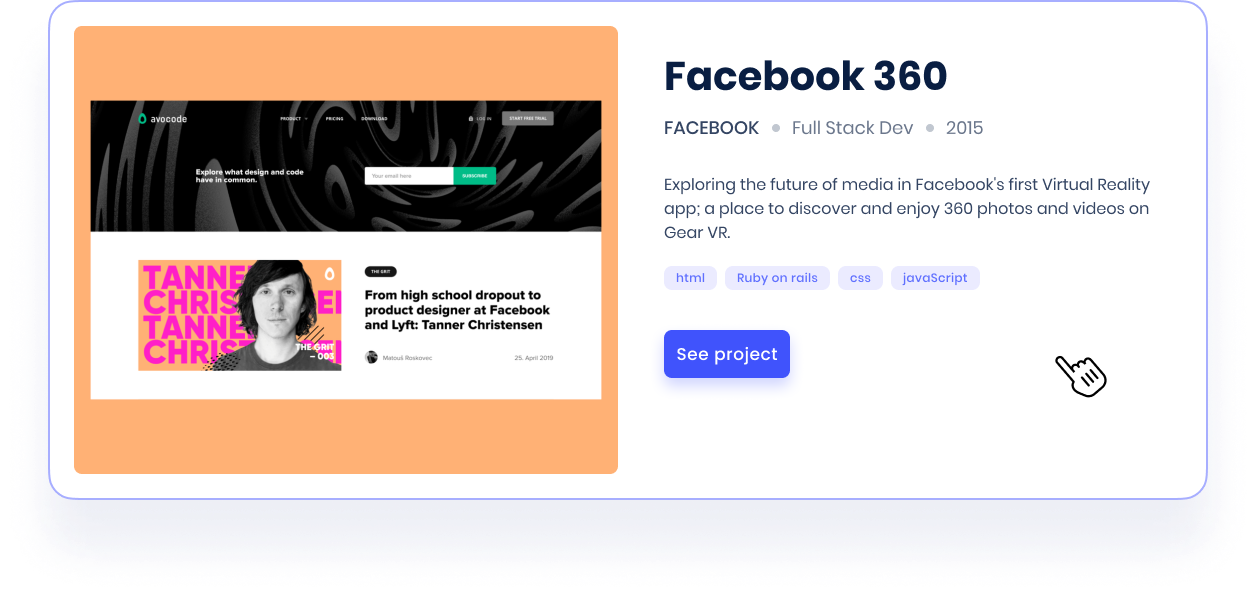 avocode
PRODUCT
PRICING
DOWNLOAD
LOG IN
START FREE TRIAL
Explore what design and code
have in common.
Your email here
SUBSCRIBE
TANNE
CHRIS EN
TANNE
CHRIST
THE GRIT
– 003
THE GRIT
From high school dropout to
product designer at Facebook
and Lyft: Tanner Christensen
Matouš Roskovec
25. April 2019
Facebook 360
FACEBOOK • Full Stack Dev • 2015
Exploring the future of media in Facebook's first Virtual Reality
app; a place to discover and enjoy 360 photos and videos on
Gear VR.
html Ruby on rails css javaScript
See project